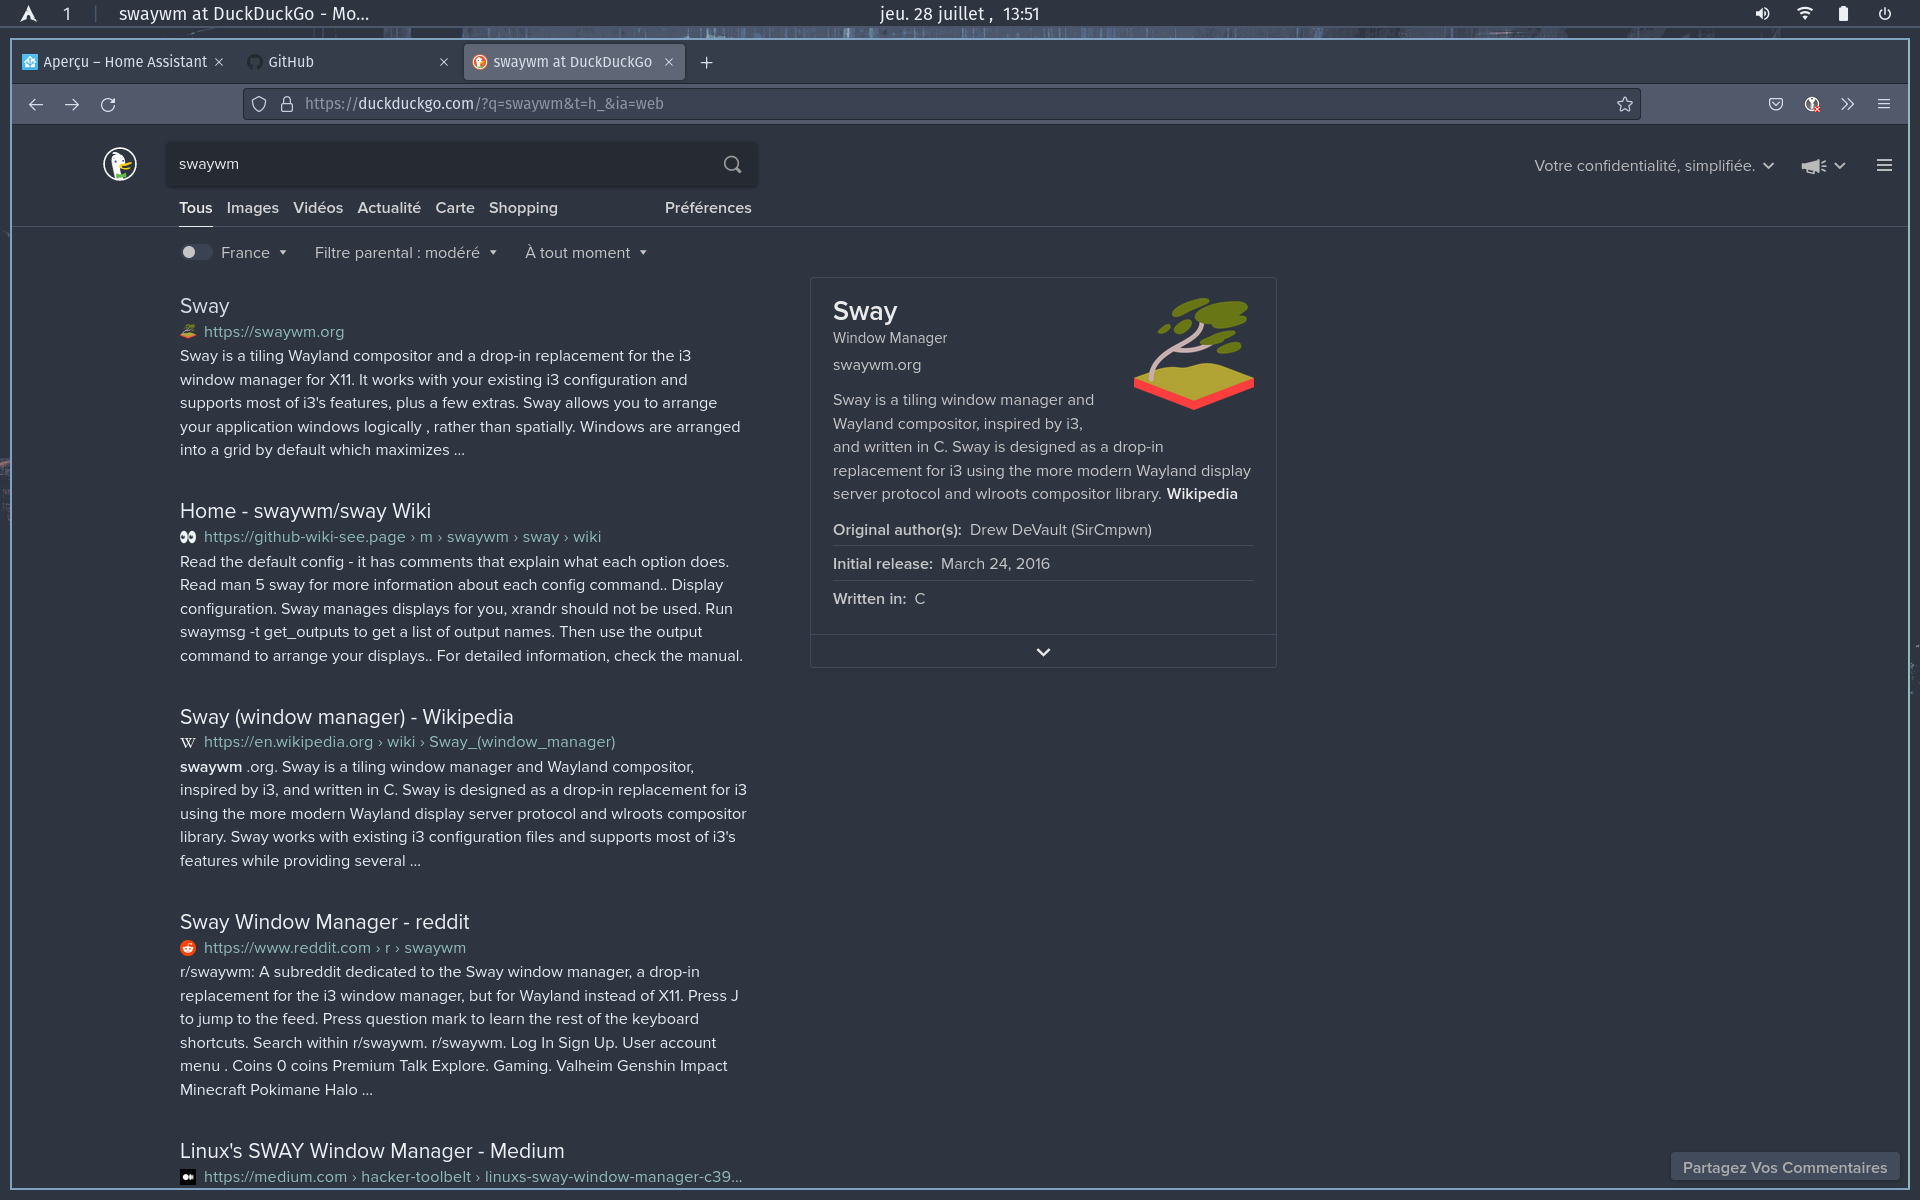 1 | swaywm at DuckDuckGo - Mo...
jeu. 28 juillet , 13:51
Aperçu – Home Assistant
GitHub
swaywm at DuckDuckGo
https://duckduckgo.com/?q=swaywm&t=h_&ia=web
swaywm
Votre confidentialité, simplifiée.
Tous Images Vidéos Actualité Carte Shopping Préférences
France Filtre parental : modéré À tout moment
Sway
https://swaywm.org
Sway is a tiling Wayland compositor and a drop-in replacement for the i3
window manager for X11. It works with your existing i3 configuration and
supports most of i3's features, plus a few extras. Sway allows you to arrange
your application windows logically , rather than spatially. Windows are arranged
into a grid by default which maximizes ...
Home - swaywm/sway Wiki
https://github-wiki-see.page › m › swaywm › sway › wiki
Read the default config - it has comments that explain what each option does.
Read man 5 sway for more information about each config command.. Display
configuration. Sway manages displays for you, xrandr should not be used. Run
swaymsg -t get_outputs to get a list of output names. Then use the output
command to arrange your displays.. For detailed information, check the manual.
Sway (window manager) - Wikipedia
W https://en.wikipedia.org › wiki › Sway_(window_manager)
swaywm .org. Sway is a tiling window manager and Wayland compositor,
inspired by i3, and written in C. Sway is designed as a drop-in replacement for i3
using the more modern Wayland display server protocol and wlroots compositor
library. Sway works with existing i3 configuration files and supports most of i3's
features while providing several ...
Sway Window Manager - reddit
https://www.reddit.com › r › swaywm
r/swaywm: A subreddit dedicated to the Sway window manager, a drop-in
replacement for the i3 window manager, but for Wayland instead of X11. Press J
to jump to the feed. Press question mark to learn the rest of the keyboard
shortcuts. Search within r/swaywm. r/swaywm. Log In Sign Up. User account
menu . Coins 0 coins Premium Talk Explore. Gaming. Valheim Genshin Impact
Minecraft Pokimane Halo ...
Linux's SWAY Window Manager - Medium
https://medium.com › hacker-toolbelt › linuxs-sway-window-manager-c39...
Sway
Window Manager
swaywm.org
Sway is a tiling window manager and
Wayland compositor, inspired by i3,
and written in C. Sway is designed as a drop-in
replacement for i3 using the more modern Wayland display
server protocol and wlroots compositor library. Wikipedia
Original author(s): Drew DeVault (SirCmpwn)
Initial release: March 24, 2016
Written in: C
Partagez Vos Commentaires